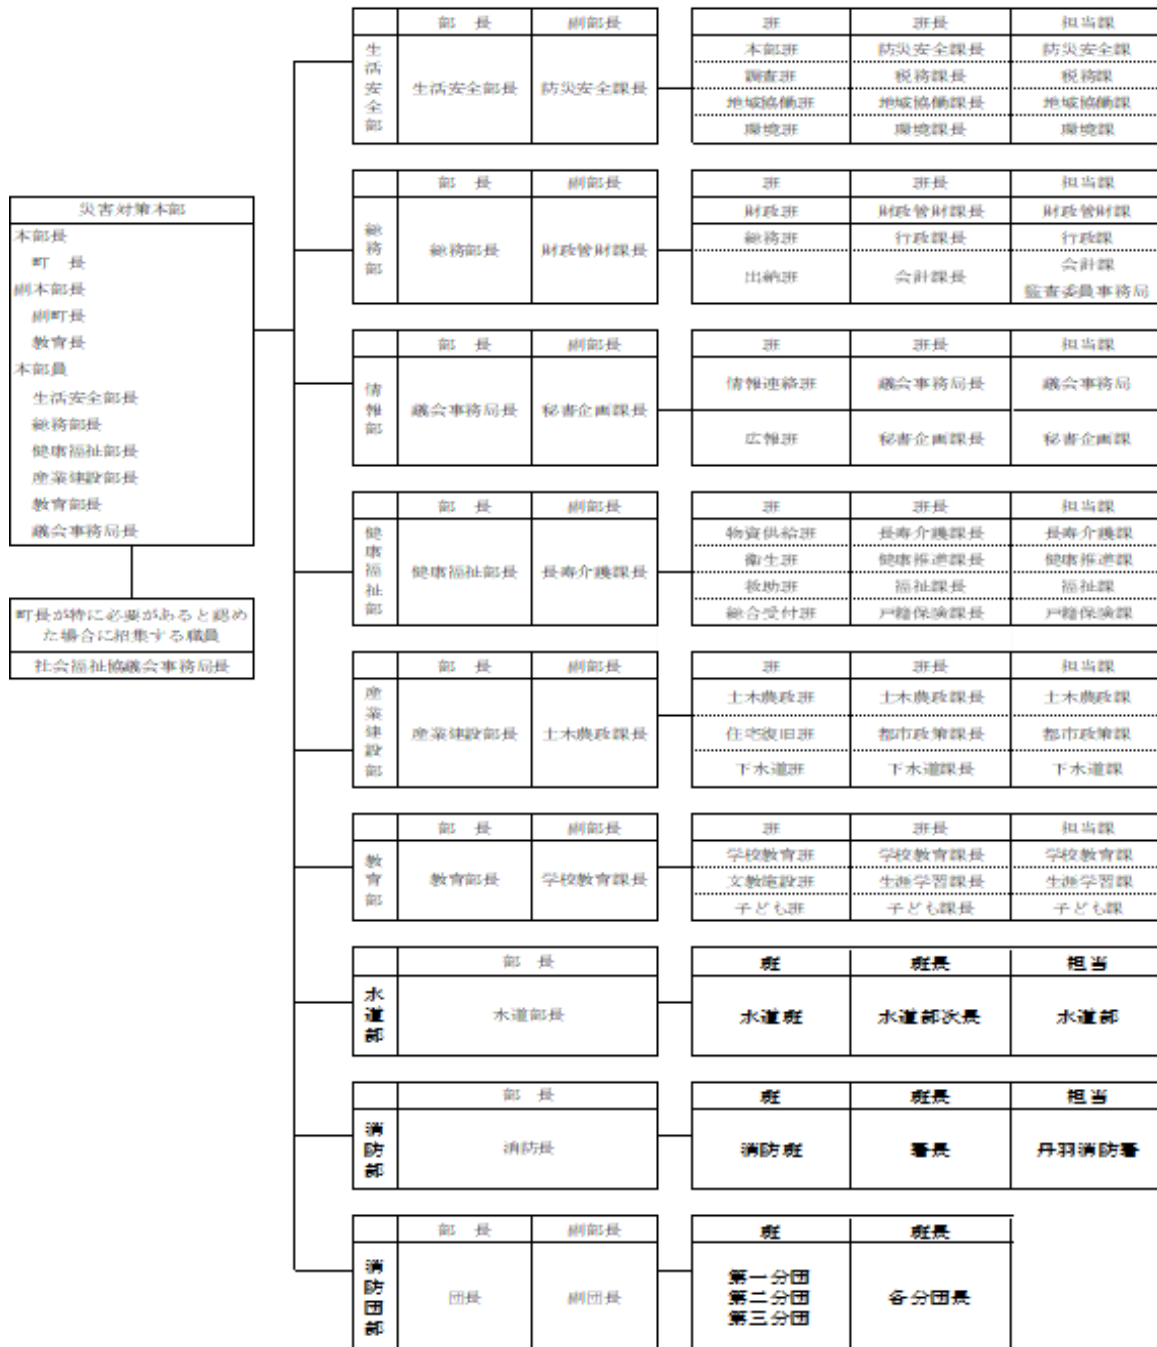 災害対策本部
本部長
町　長
副本部長
副町長
教育長
本部員
生活安全部長
総務部長
健康福祉部長
産業建設部長
教育部長
議会事務局長
町長が特に必要があると認め
た場合に招集する職員
社会福祉協議会事務局長
部　長　副部長　班　班長　担当課
生活安全部　生活安全部長　防災安全課長
本部班　防災安全課長　防災安全課
調査班　税務課長　税務課
地域協働班　地域協働課長　地域協働課
環境班　環境課長　環境課
部　長　副部長　班　班長　担当課
総務部　総務部長　財政管財課長
財政班　財政管財課長　財政管財課
総務班　行政課長　行政課
出納班　会計課長　会計課
監査委員事務局
部　長　副部長　班　班長　担当課
情報部　議会事務局長　秘書企画課長
情報連絡班　議会事務局長　議会事務局
広報班　秘書企画課長　秘書企画課
部　長　副部長　班　班長　担当課
健康福祉部　健康福祉部長　長寿介護課長
物資供給班　長寿介護課長　長寿介護課
衛生班　健康推進課長　健康推進課
救助班　福祉課長　福祉課
総合受付班　戸籍保険課長　戸籍保険課
部　長　副部長　班　班長　担当課
産業建設部　産業建設部長　土木農政課長
土木農政班　土木農政課長　土木農政課
住宅復旧班　都市政策課長　都市政策課
下水道班　下水道課長　下水道課
部　長　副部長　班　班長　担当課
教育部　教育部長　学校教育課長
学校教育班　学校教育課長　学校教育課
文教施設班　生涯学習課長　生涯学習課
子ども班　子ども課長　子ども課
部　長　班　班長　担当
水道部　水道部長　水道班　水道部次長　水道部
部　長　班　班長　担当
消防部　消防長　消防班　署長　丹羽消防署
部　長　副部長　班　班長
消防団部　団長　副団長
第一分団
第二分団　各分団長
第三分団